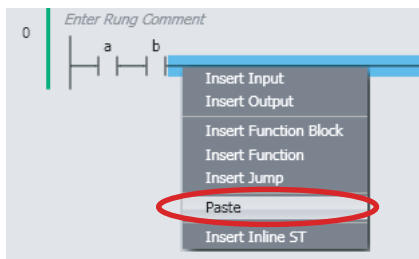 Enter Rung Comment
0
a b
Insert Input
Insert Output
Insert Function Block
Insert Function
Insert Jump
Paste
Insert Inline ST